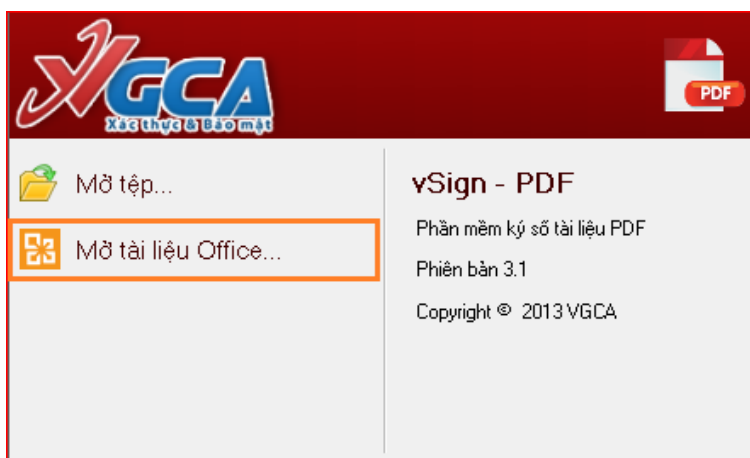 VGCA
Xác thực & Bảo mật
PDF
Mở tệp...
Mở tài liệu Office...
vSign - PDF
Phần mềm ký số tài liệu PDF
Phiên bản 3.1
Copyright © 2013 VGCA